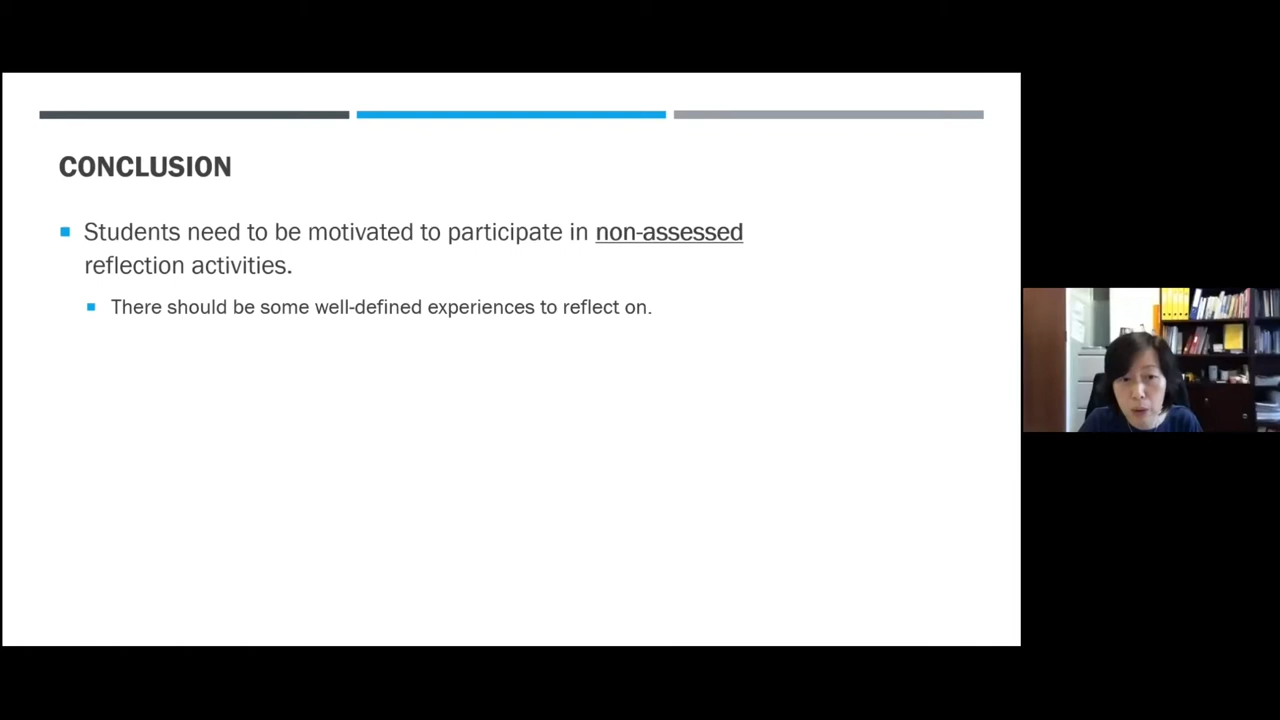 CONCLUSION
Students need to be motivated to participate in non-assessed
reflection activities.
There should be some well-defined experiences to reflect on.